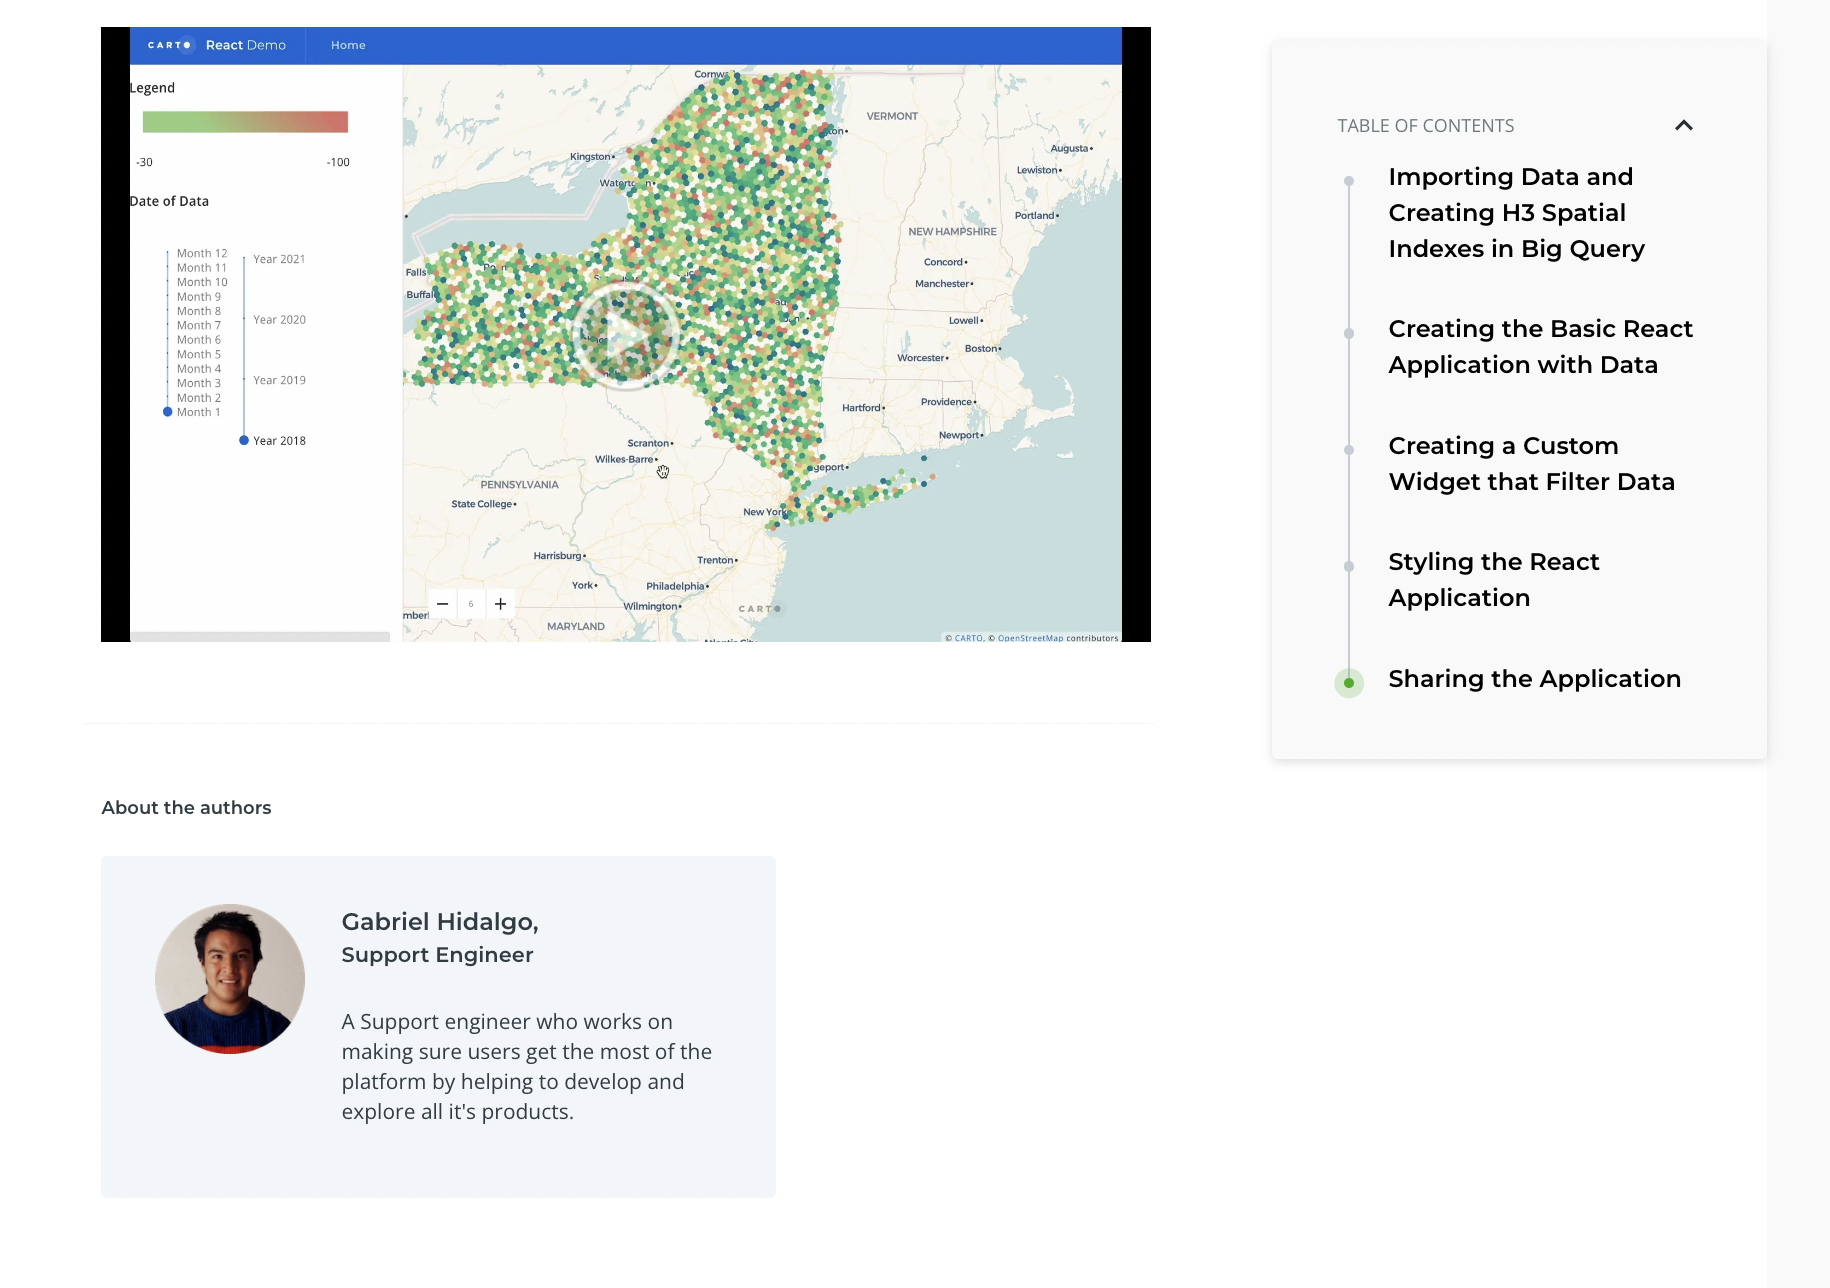 CARTO React Demo Home
Legend
-30 -100
Date of Data
Month 12
Month 11
Month 10
Month 9
Month 8
Month 7
Month 6
Month 5
Month 4
Month 3
Month 2
Month 1
Year 2021
Year 2020
Year 2019
Year 2018
VERMONT
Kingston
Augusta
Lewiston
Portland
NEW HAMPSHIRE
Concord
Falls
Manchester
Lowell
Boston
Worcester
Hartford
Providence
Newport
Scranton
Wilkes-Barre
geport
PENNSYLVANIA
State College
New York
Harrisburg
Trenton
York
Philadelphia
Wilmington
6
CARTO
MARYLAND
© CARTO, © OpenStreetMap contributors
TABLE OF CONTENTS
Importing Data and
Creating H3 Spatial
Indexes in Big Query
Creating the Basic React
Application with Data
Creating a Custom
Widget that Filter Data
Styling the React
Application
Sharing the Application
About the authors
Gabriel Hidalgo,
Support Engineer
A Support engineer who works on
making sure users get the most of the
platform by helping to develop and
explore all it's products.